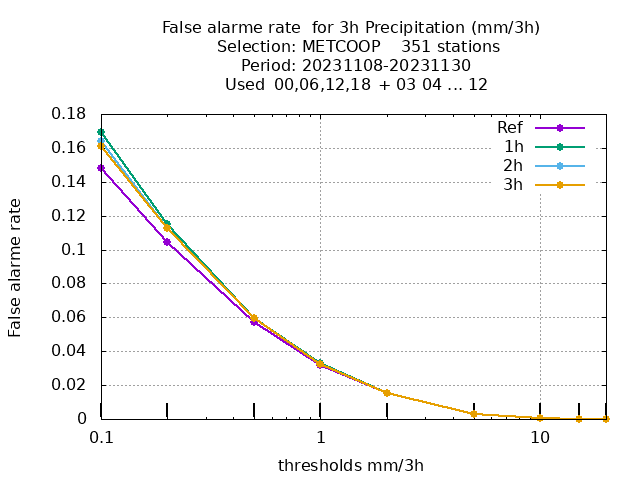 False alarme rate  for 3h Precipitation (mm/3h)
Selection: METCOOP    351 stations
Period: 20231108-20231130
Used  00,06,12,18  + 03 04 ... 12
Ref
1h
2h
3h
False alarme rate
0.18
0.16
0.14
0.12
0.1
0.08
0.06
0.04
0.02
0
0.1 1 10
thresholds mm/3h